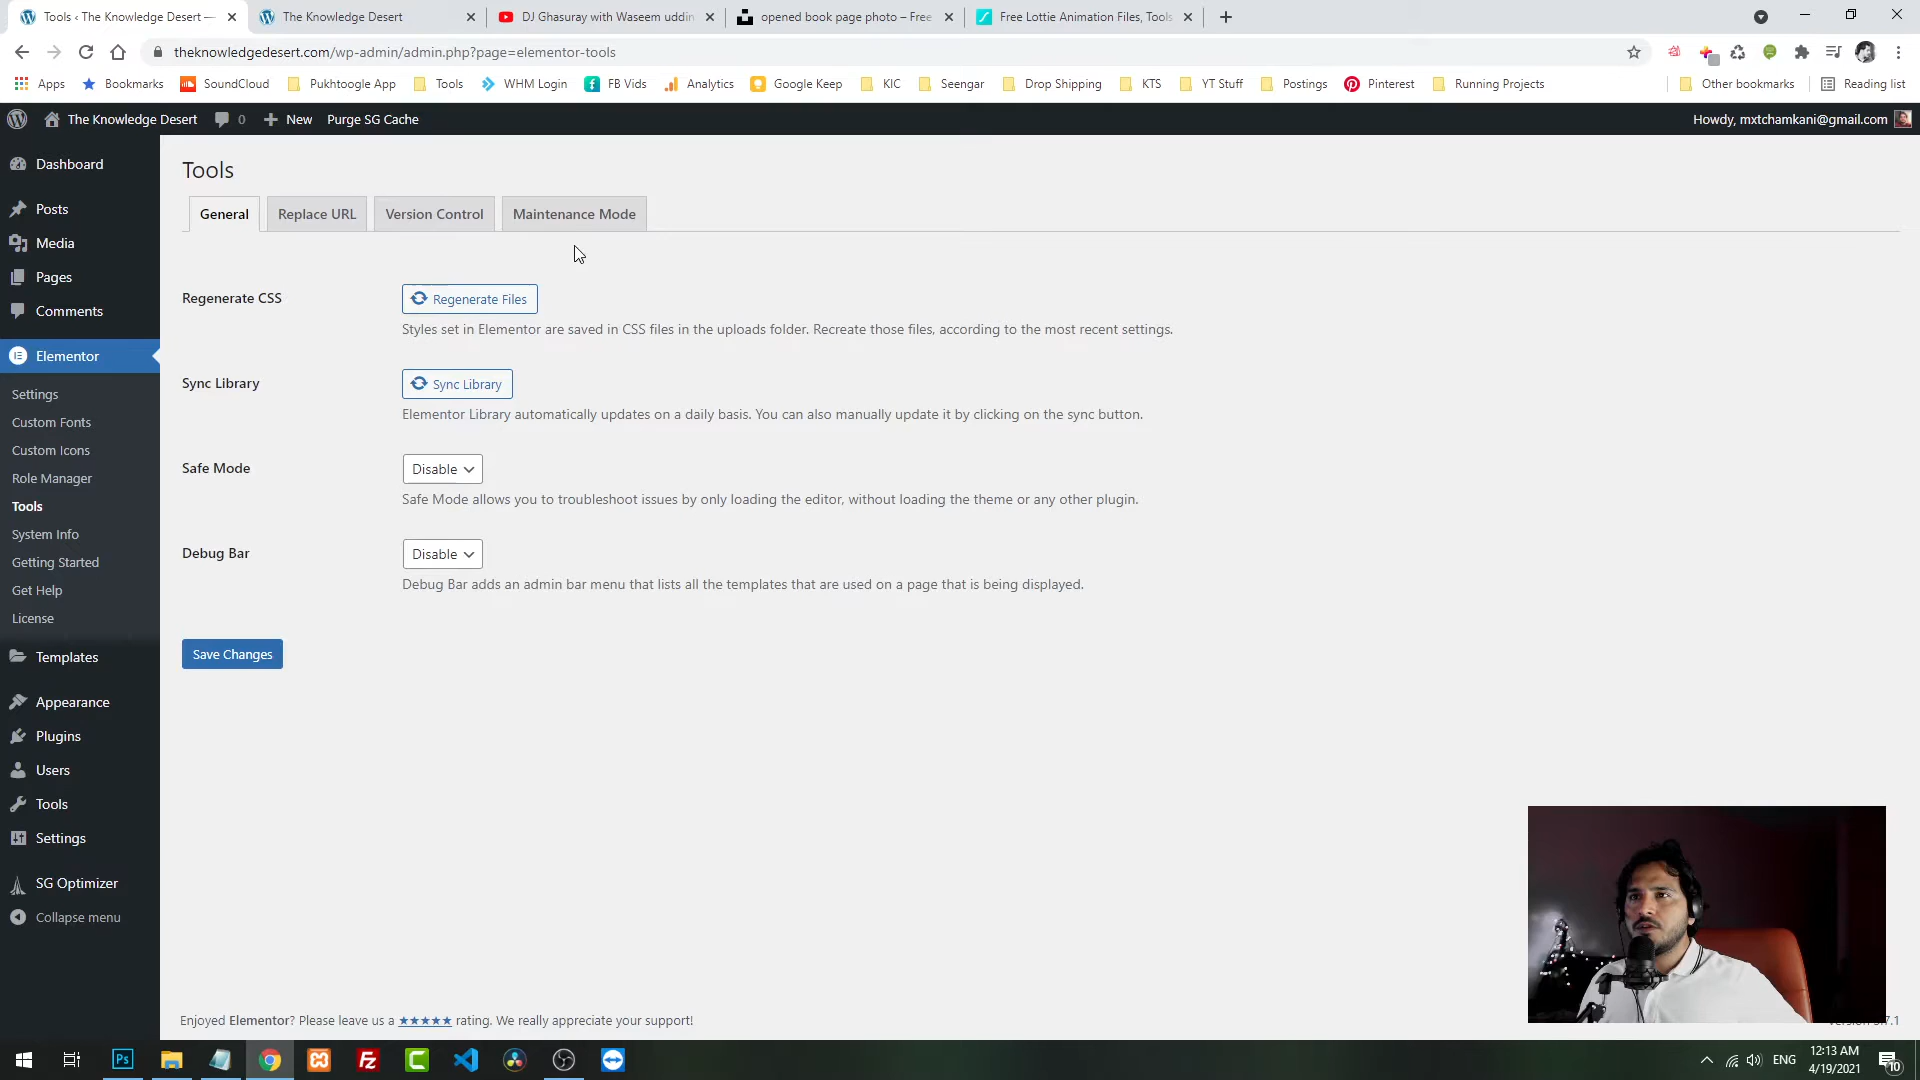 Tools ‹ The Knowledge Desert —
The Knowledge Desert
DJ Ghasuray with Waseem uddin
opened book page photo – Free
Free Lottie Animation Files, Tools
theknowledgedesert.com/wp-admin/admin.php?page=elementor-tools
Apps
Bookmarks
SoundCloud
Pukhtoogle App
Tools
WHM Login
FB Vids
Analytics
Google Keep
KIC
Seengar
Drop Shipping
KTS
YT Stuff
Postings
Pinterest
Running Projects
Other bookmarks
Reading list
The Knowledge Desert
0
New
Purge SG Cache
Howdy, mxtchamkani@gmail.com
Dashboard
Posts
Media
Pages
Comments
Elementor
Settings
Custom Fonts
Custom Icons
Role Manager
Tools
System Info
Getting Started
Get Help
License
Templates
Appearance
Plugins
Users
Tools
Settings
SG Optimizer
Collapse menu
Tools
General
Replace URL
Version Control
Maintenance Mode
Regenerate CSS
Regenerate Files
Styles set in Elementor are saved in CSS files in the uploads folder. Recreate those files, according to the most recent settings.
Sync Library
Sync Library
Elementor Library automatically updates on a daily basis. You can also manually update it by clicking on the sync button.
Safe Mode
Disable
Safe Mode allows you to troubleshoot issues by only loading the editor, without loading the theme or any other plugin.
Debug Bar
Disable
Debug Bar adds an admin bar menu that lists all the templates that are used on a page that is being displayed.
Save Changes
Enjoyed Elementor? Please leave us a ★★★★★ rating. We really appreciate your support!
Ps
Fz
ENG
12:13 AM
4/19/2021
10